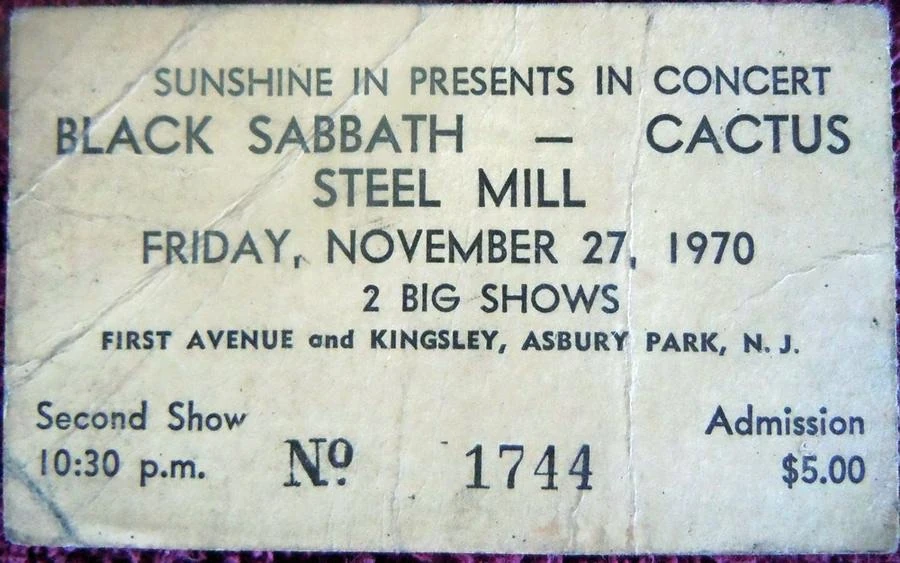 SUNSHINE IN PRESENTS IN CONCERT
BLACK SABBATH — CACTUS
STEEL MILL
FRIDAY, NOVEMBER 27, 1970
2 BIG SHOWS
FIRST AVENUE and KINGSLEY, ASBURY PARK, N. J.
Second Show
10:30 p.m.
Nº. 1744
Admission
$5.00